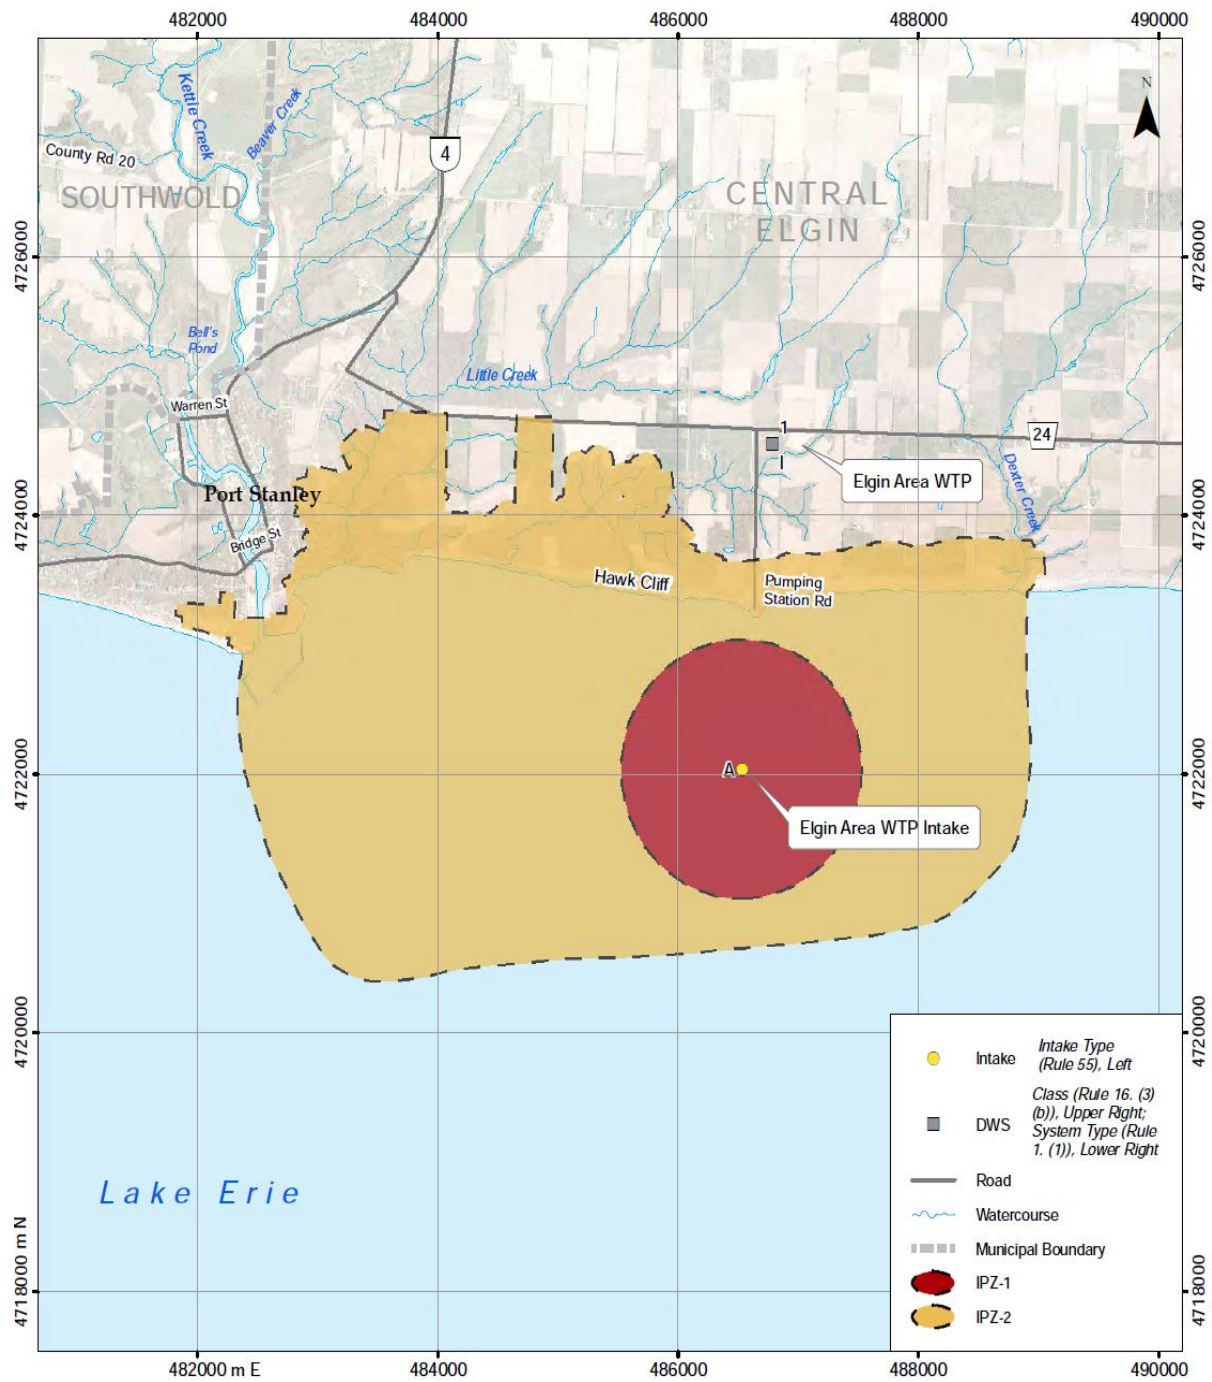 482000
484000
486000
488000
490000
Kettle Creek
Beaver Creek
N
4
County Rd 20
SOUTHWOLD
CENTRAL
ELGIN
4726000
4726000
Bell's
Pond
Little Creek
Warren St
1
24
I
Elgin Area WTP
Dexter Creek
Port Stanley
4724000
4724000
Bridge St
Hawk Cliff
Pumping
Station Rd
A
4722000
4722000
Elgin Area WTP Intake
4720000
4720000
Intake
Intake Type
(Rule 55), Left
DWS
Class (Rule 16. (3)
(b)), Upper Right;
System Type (Rule
1. (1)), Lower Right
Road
Lake Erie
Watercourse
Municipal Boundary
4718000 m N
4718000
IPZ-1
IPZ-2
482000 m E
484000
486000
488000
490000